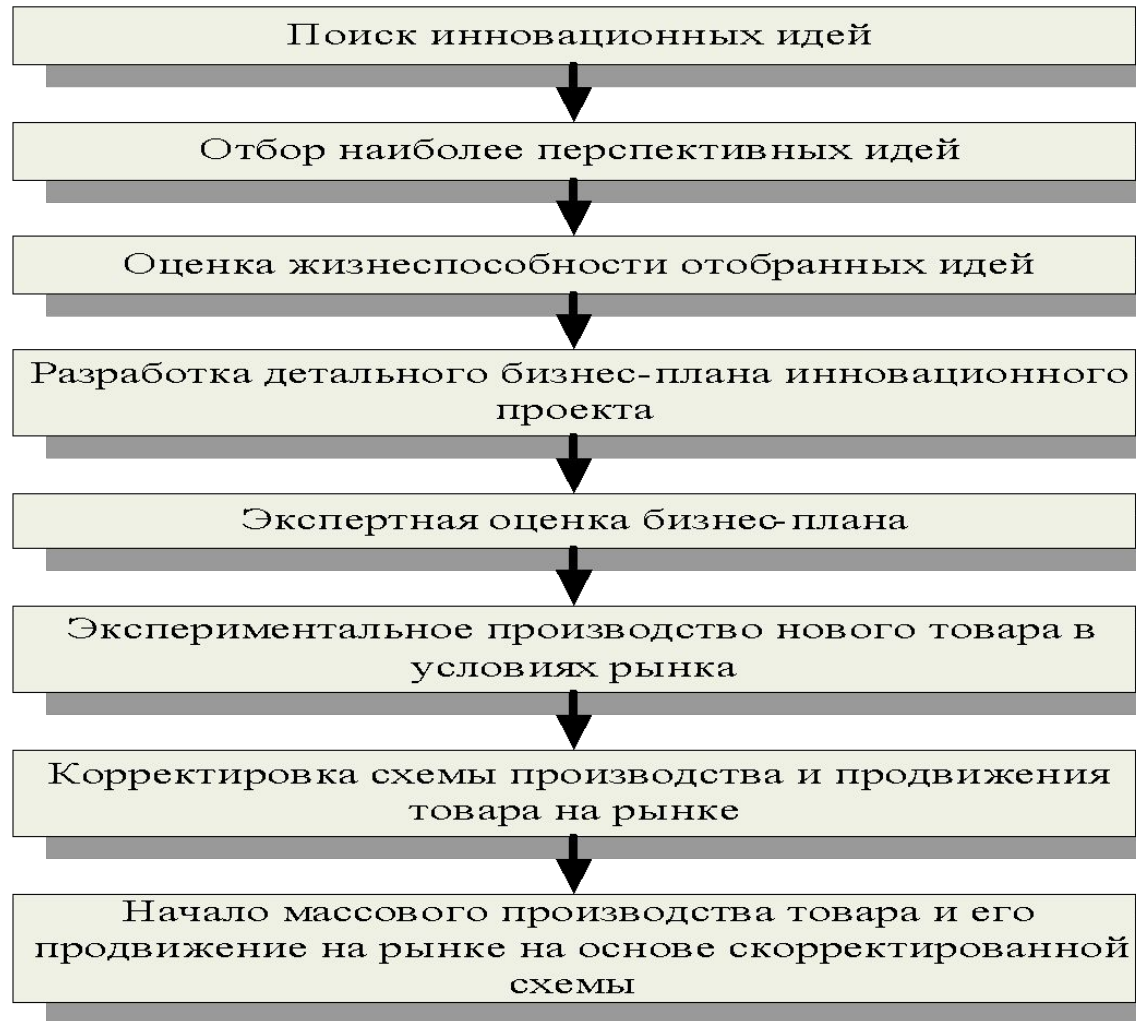 Поиск инновационных идей
Отбор наиболее перспективных идей
Оценка жизнеспособности отобранных идей
Разработка детального бизнес-плана инновационного
проекта
Экспертная оценка бизнес-плана
Экспериментальное производство нового товара в
условиях рынка
Корректировка схемы производства и продвижения
товара на рынке
Начало массового производства товара и его
продвижение на рынке на основе скорректированной
схемы